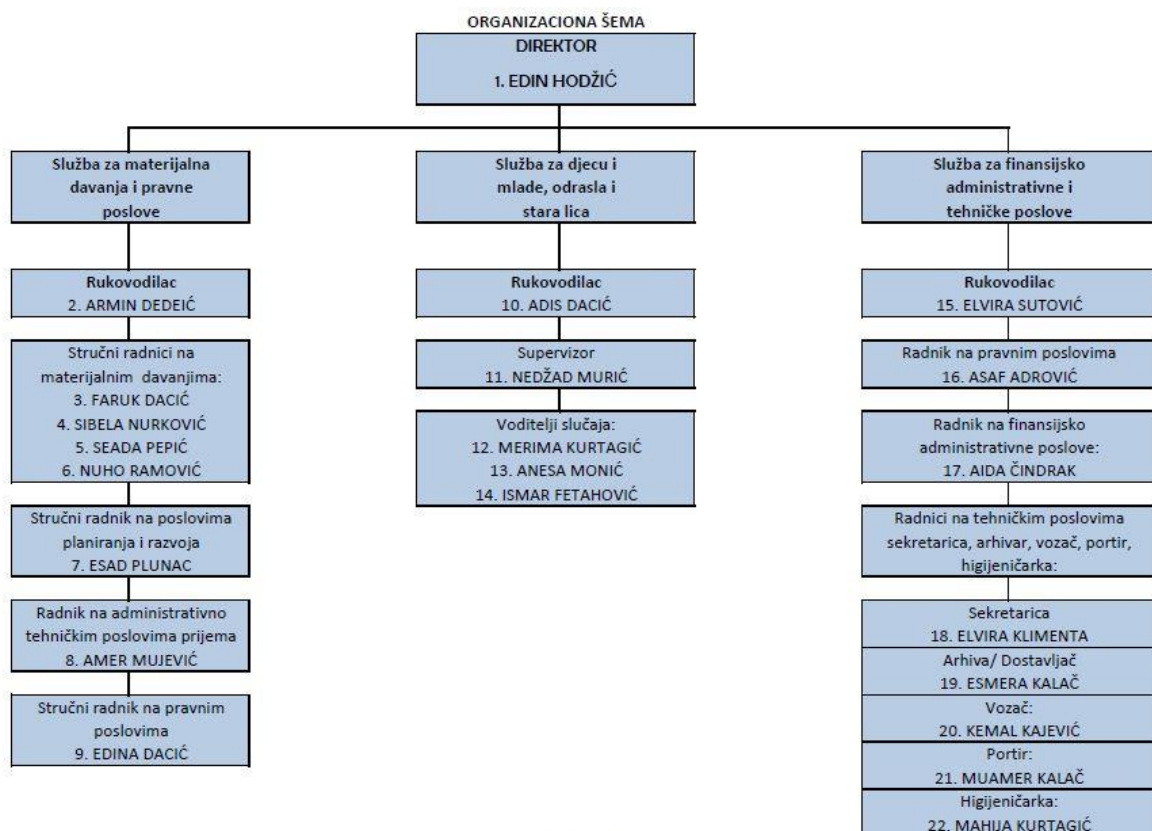 ORGANIZACIONA ŠEMA
DIREKTOR
1. EDIN HODŽIĆ
Služba za materijalna
davanja i pravne
poslove
Rukovodilac
2. ARMIN DEDEIĆ
Stručni radnici na
materijalnim davanjima:
3. FARUK DACIĆ
4. SIBELA NURKOVIĆ
5. SEADA PEPIĆ
6. NUHO RAMOVIĆ
Stručni radnik na poslovima
planiranja i razvoja
7. ESAD PLUNAC
Radnik na administrativno
tehničkim poslovima prijema
8. AMER MUJEVIĆ
Stručni radnik na pravnim
poslovima
9. EDINA DACIĆ
Služba za djecu i
mlade, odrasla i
stara lica
Rukovodilac
10. ADIS DACIĆ
Supervizor
11. NEDŽAD MURIĆ
Voditelji slučaja:
12. MERIMA KURTAGIĆ
13. ANESA MONIĆ
14. ISMAR FETAHOVIĆ
Služba za finansijsko
administrativne i
tehničke poslove
Rukovodilac
15. ELVIRA SUTOVIĆ
Radnik na pravnim poslovima
16. ASAF ADROVIĆ
Radnik na finansijsko
administrativne poslove:
17. AIDA ČINDRAK
Radnici na tehničkim poslovima
sekretarica, arhivar, vozač, portir,
higijeničarka:
Sekretarica
18. ELVIRA KLIMENTA
Arhiva/ Dostavljač
19. ESMERA KALAČ
Vozač:
20. KEMAL KAJEVIĆ
Portir:
21. MUAMER KALAČ
Higijeničarka:
22. MAHIJA KURTAGIĆ